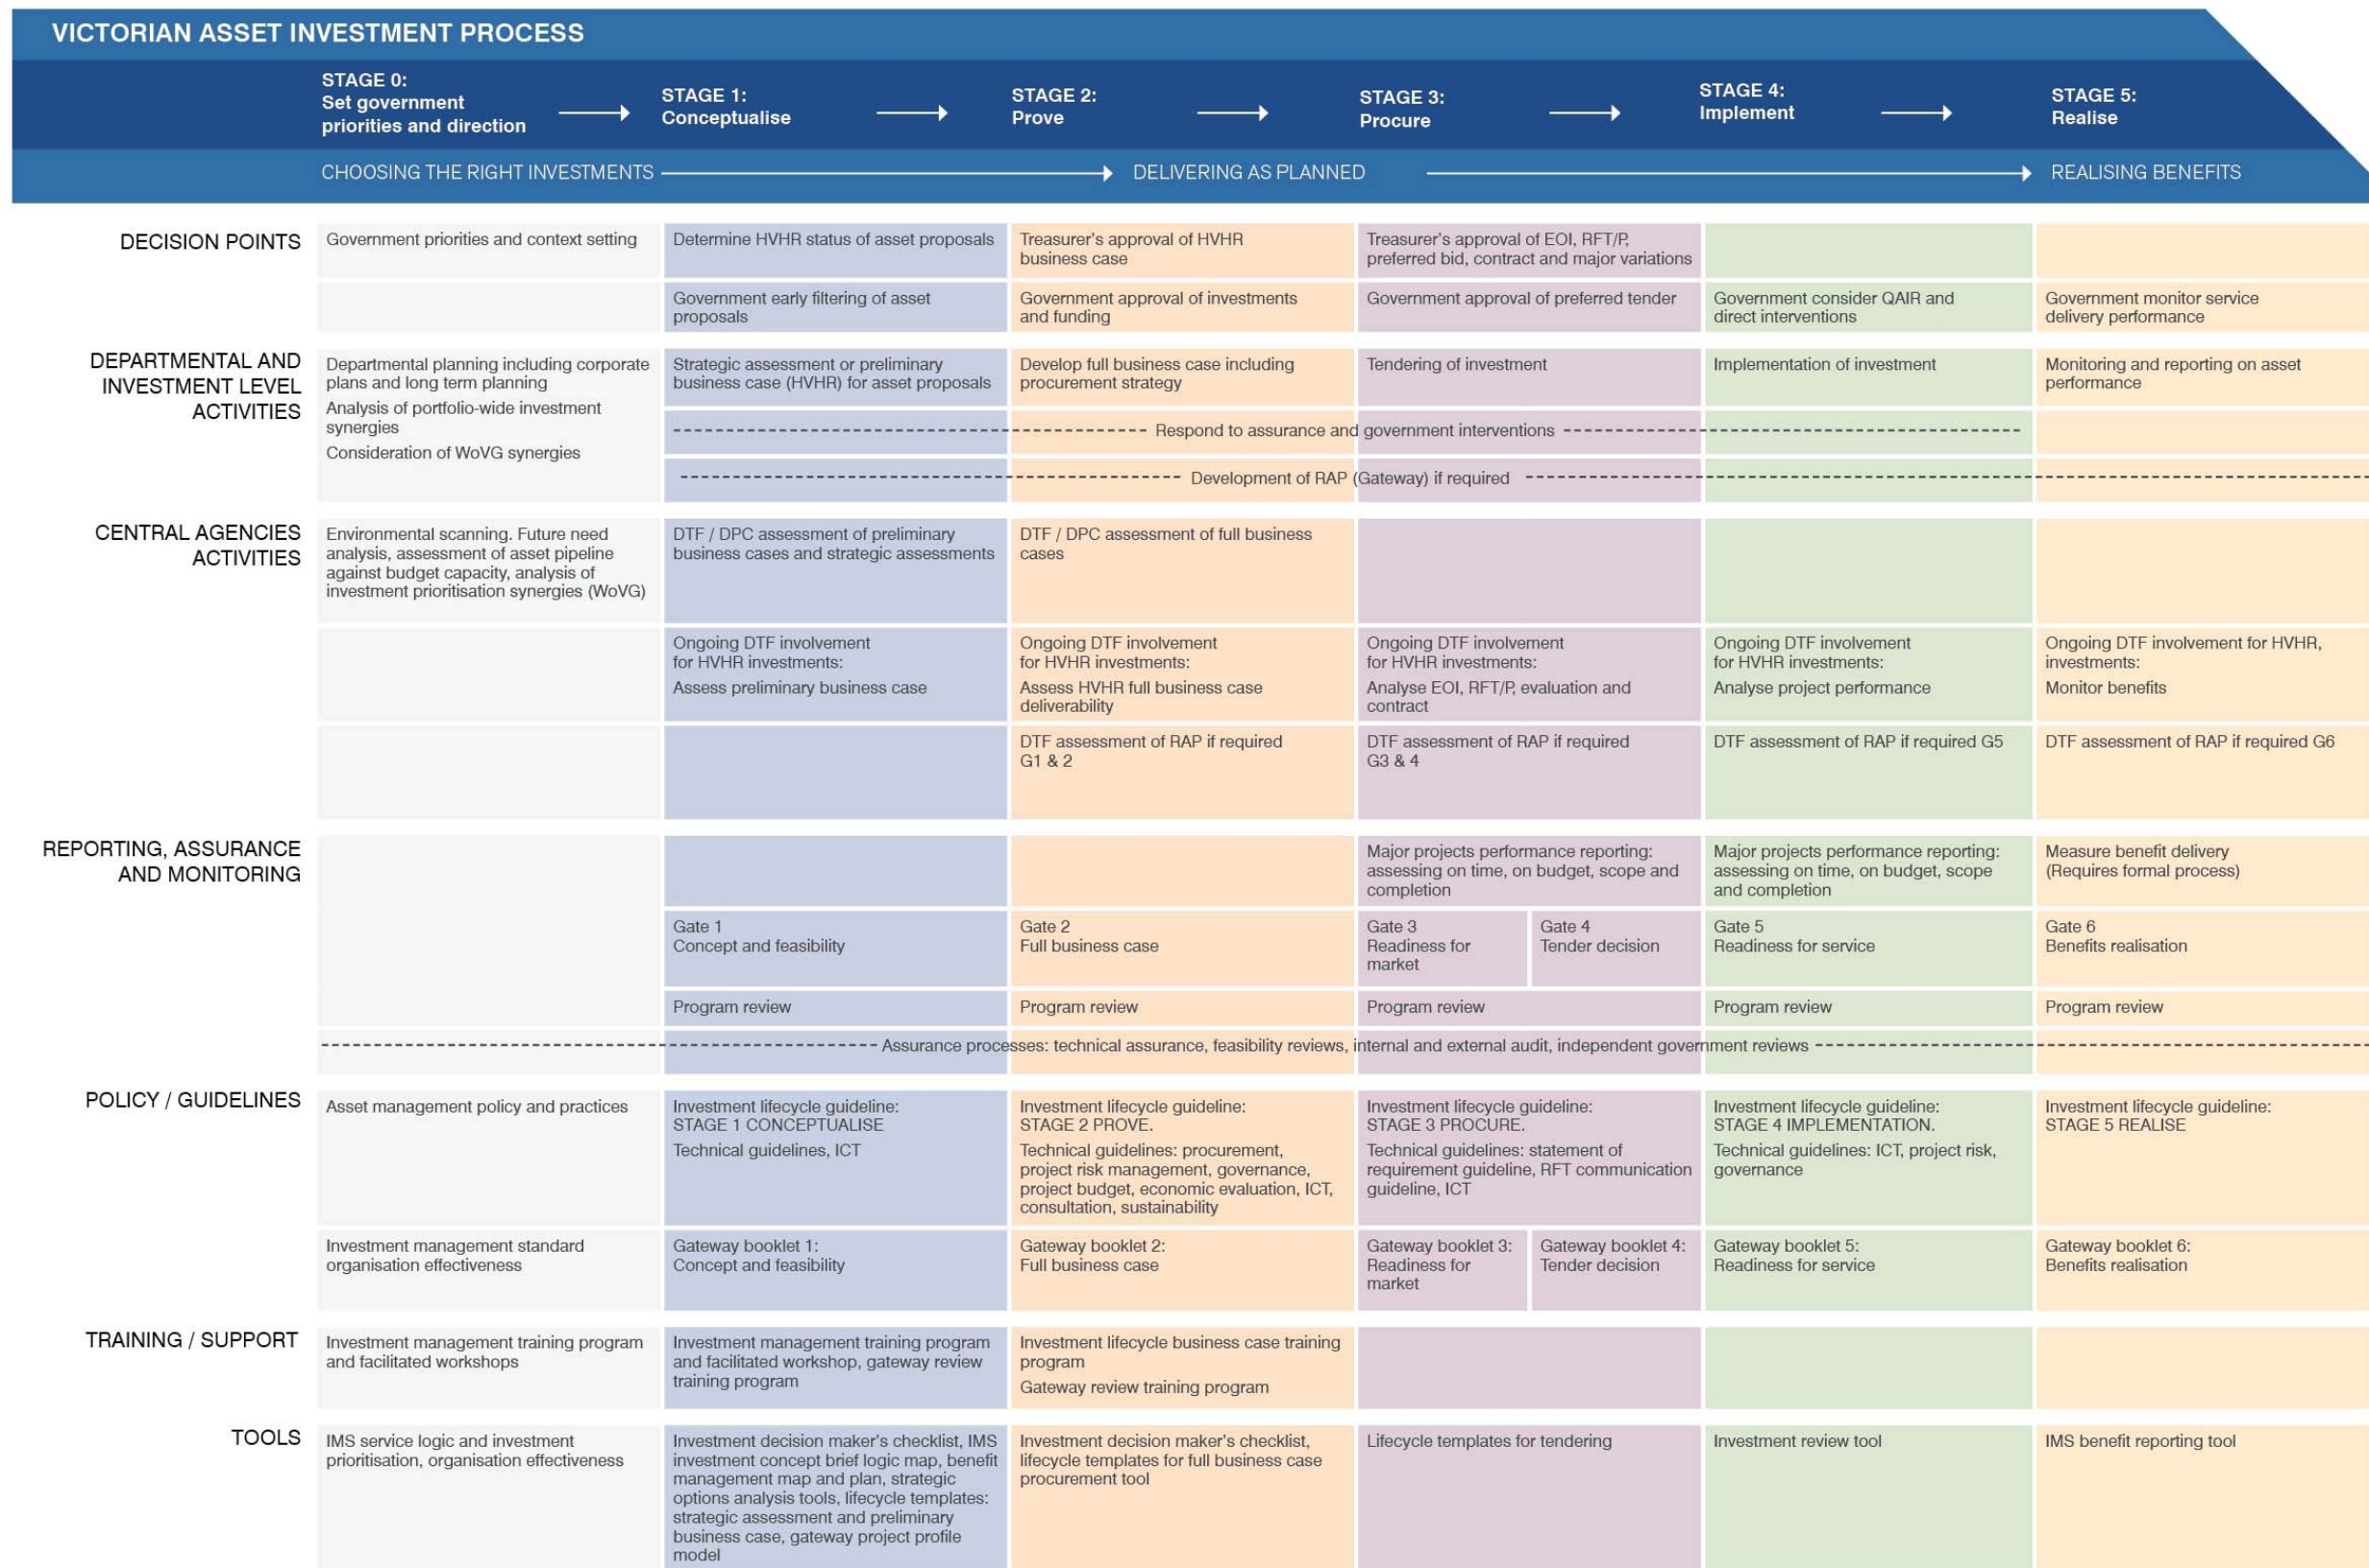 VICTORIAN ASSET INVESTMENT PROCESS
STAGE 0:
Set government
priorities and direction
STAGE 1:
Conceptualise
STAGE 2:
Prove
STAGE 3:
Procure
STAGE 4:
Implement
STAGE 5:
Realise
CHOOSING THE RIGHT INVESTMENTS
DELIVERING AS PLANNED
REALISING BENEFITS
DECISION POINTS
Government priorities and context setting
Determine HVHR status of asset proposals
Treasurer's approval of HVHR
business case
Treasurer's approval of EOI, RFT/P,
preferred bid, contract and major variations
Government early filtering of asset
proposals
Government approval of investments
and funding
Government approval of preferred tender
Government consider QAIR and
direct interventions
Government monitor service
delivery performance
DEPARTMENTAL AND
INVESTMENT LEVEL
ACTIVITIES
Departmental planning including corporate
plans and long term planning
Analysis of portfolio-wide investment
synergies
Consideration of WoVG synergies
Strategic assessment or preliminary
business case (HVHR) for asset proposals
Develop full business case including
procurement strategy
Tendering of investment
Implementation of investment
Monitoring and reporting on asset
performance
Respond to assurance and government interventions
Development of RAP (Gateway) if required
CENTRAL AGENCIES
ACTIVITIES
Environmental scanning. Future need
analysis, assessment of asset pipeline
against budget capacity, analysis of
investment prioritisation synergies (WoVG)
DTF / DPC assessment of preliminary
business cases and strategic assessments
DTF / DPC assessment of full business
cases
Ongoing DTF involvement
for HVHR investments:
Assess preliminary business case
Ongoing DTF involvement
for HVHR investments:
Assess HVHR full business case
deliverability
Ongoing DTF involvement
for HVHR investments:
Analyse EOI, RFT/P, evaluation and
contract
Ongoing DTF involvement
for HVHR investments:
Analyse project performance
Ongoing DTF involvement for HVHR,
investments:
Monitor benefits
DTF assessment of RAP if required
G1 & 2
DTF assessment of RAP if required
G3 & 4
DTF assessment of RAP if required G5
DTF assessment of RAP if required G6
REPORTING, ASSURANCE
AND MONITORING
Major projects performance reporting:
assessing on time, on budget, scope and
completion
Major projects performance reporting:
assessing on time, on budget, scope
and completion
Measure benefit delivery
(Requires formal process)
Gate 1
Concept and feasibility
Gate 2
Full business case
Gate 3
Readiness for
market
Gate 4
Tender decision
Gate 5
Readiness for service
Gate 6
Benefits realisation
Program review
Program review
Program review
Program review
Program review
Assurance processes: technical assurance, feasibility reviews, internal and external audit, independent government reviews
POLICY / GUIDELINES
Asset management policy and practices
Investment lifecycle guideline:
STAGE 1 CONCEPTUALISE
Technical guidelines, ICT
Investment lifecycle guideline:
STAGE 2 PROVE.
Technical guidelines: procurement,
project risk management, governance,
project budget, economic evaluation, ICT,
consultation, sustainability
Investment lifecycle guideline:
STAGE 3 PROCURE.
Technical guidelines: statement of
requirement guideline, RFT communication
guideline, ICT
Investment lifecycle guideline:
STAGE 4 IMPLEMENTATION.
Technical guidelines: ICT, project risk,
governance
Investment lifecycle guideline:
STAGE 5 REALISE
Investment management standard
organisation effectiveness
Gateway booklet 1:
Concept and feasibility
Gateway booklet 2:
Full business case
Gateway booklet 3:
Readiness for
market
Gateway booklet 4:
Tender decision
Gateway booklet 5:
Readiness for service
Gateway booklet 6:
Benefits realisation
TRAINING / SUPPORT
Investment management training program
and facilitated workshops
Investment management training program
and facilitated workshop, gateway review
training program
Investment lifecycle business case training
program
Gateway review training program
TOOLS
IMS service logic and investment
prioritisation, organisation effectiveness
Investment decision maker's checklist, IMS
investment concept brief logic map, benefit
management map and plan, strategic
options analysis tools, lifecycle templates:
strategic assessment and preliminary
business case, gateway project profile
model
Investment decision maker's checklist,
lifecycle templates for full business case
procurement tool
Lifecycle templates for tendering
Investment review tool
IMS benefit reporting tool